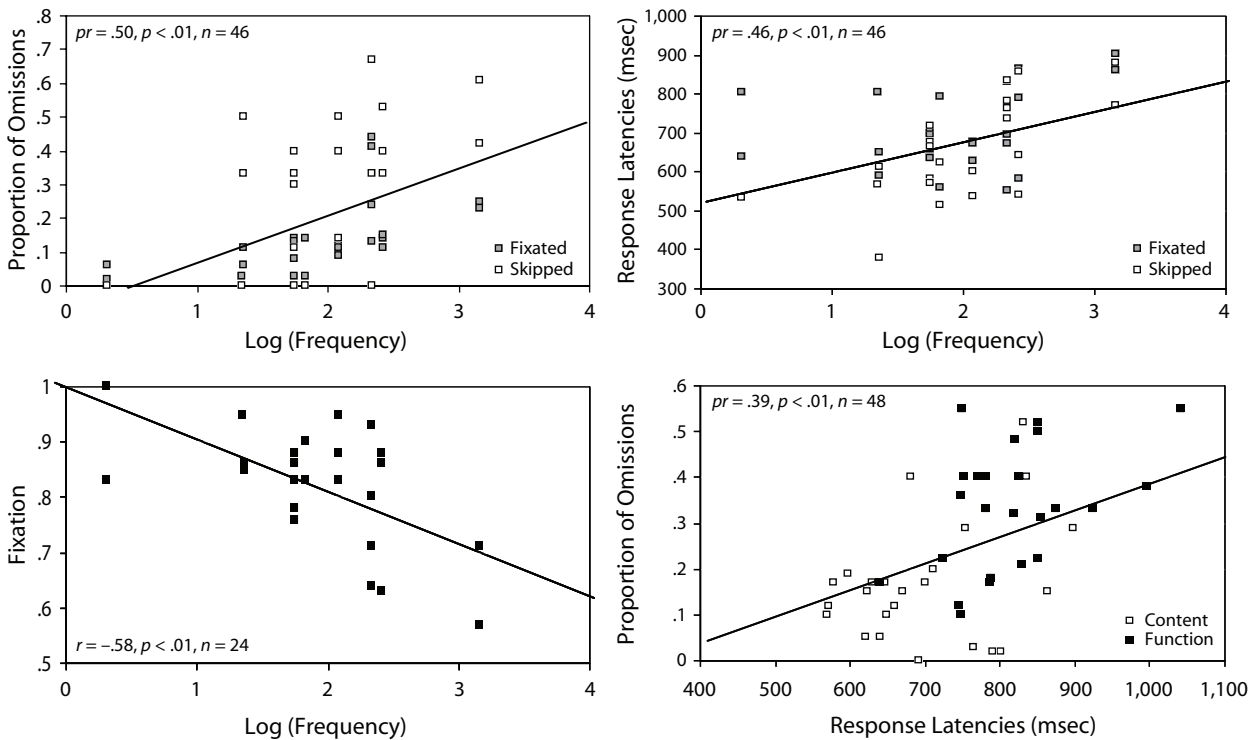 Proportion of Omissions
.8
.7
.6
.5
.4
.3
.2
.1
0
pr = .50, p < .01, n = 46
Fixated
Skipped
0 1 2 3 4
Log (Frequency)
Response Latencies (msec)
1,000
900
800
700
600
500
400
300
pr = .46, p < .01, n = 46
Fixated
Skipped
0 1 2 3 4
Log (Frequency)
Fixation
1
.9
.8
.7
.6
.5
r = –.58, p < .01, n = 24
0 1 2 3 4
Log (Frequency)
Proportion of Omissions
.6
.5
.4
.3
.2
.1
0
pr = .39, p < .01, n = 48
Content
Function
400 500 600 700 800 900 1,000 1,100
Response Latencies (msec)